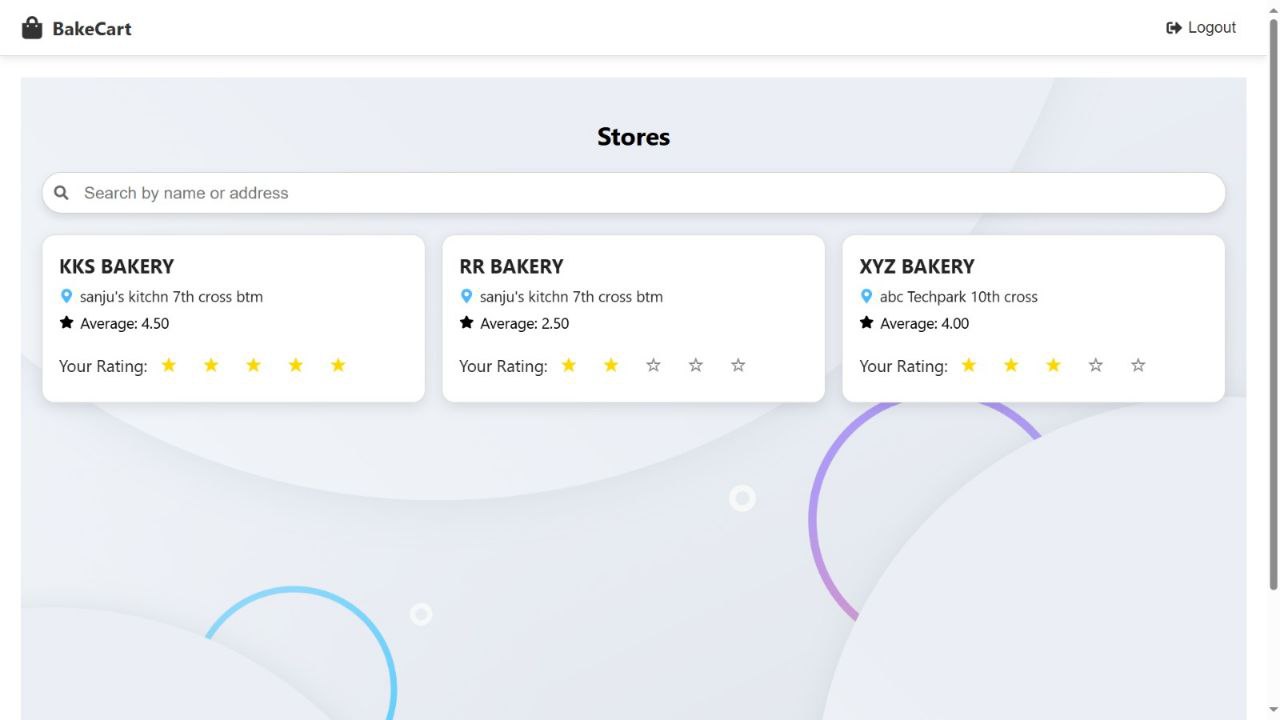 BakeCart
Logout
Stores
Search by name or address
KKS BAKERY
sanju's kitchn 7th cross btm
Average: 4.50
Your Rating:
RR BAKERY
sanju's kitchn 7th cross btm
Average: 2.50
Your Rating:
XYZ BAKERY
abc Techpark 10th cross
Average: 4.00
Your Rating: